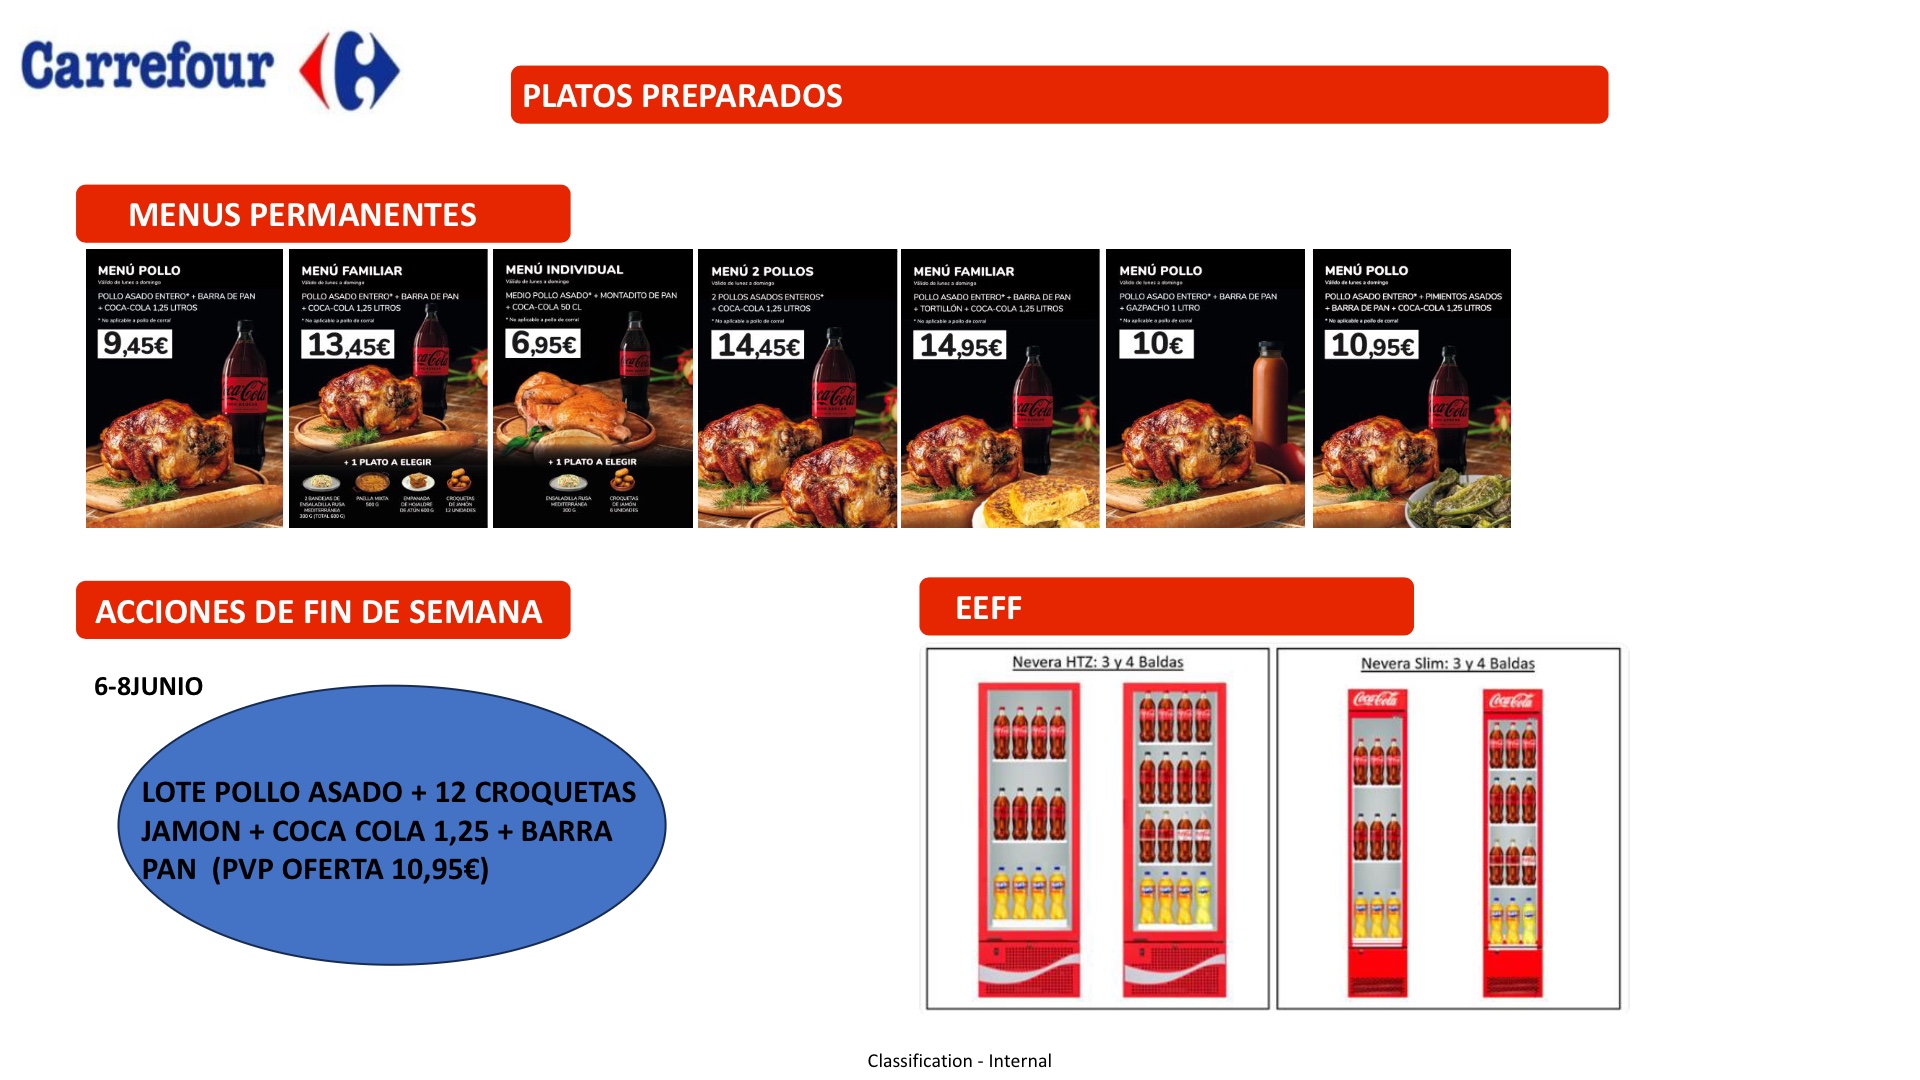 Carrefour
PLATOS PREPARADOS
MENUS PERMANENTES
MENÚ POLLO
Válido de lunes a domingo
POLLO ASADO ENTERO* + BARRA DE PAN
+ COCA-COLA 1,25 LITROS
* No aplicable a pollo de corral
9,45€
MENÚ FAMILIAR
Válido de lunes a domingo
POLLO ASADO ENTERO* + BARRA DE PAN
+ COCA-COLA 1,25 LITROS
* No aplicable a pollo de corral
13,45€
+ 1 PLATO A ELEGIR
2 BANDEJAS DE
ENSALADILLA RUSA
MEDITERRÁNEA
300 G (TOTAL 600 G)
PAELLA MIXTA
500 G
EMPANADA
DE HOJALDRE
DE ATÚN 600 G
CROQUETAS
DE JAMÓN
12 UNIDADES
MENÚ INDIVIDUAL
Válido de lunes a domingo
MEDIO POLLO ASADO* + MONTADITO DE PAN
+ COCA-COLA 50 CL
* No aplicable a pollo de corral
6,95€
+ 1 PLATO A ELEGIR
ENSALADILLA RUSA
MEDITERRÁNEA
300 G
CROQUETAS
DE JAMÓN
6 UNIDADES
MENÚ 2 POLLOS
Válido de lunes a domingo
2 POLLOS ASADOS ENTEROS*
+ COCA-COLA 1,25 LITROS
* No aplicable a pollo de corral
14,45€
MENÚ FAMILIAR
Válido de lunes a domingo
POLLO ASADO ENTERO* + BARRA DE PAN
+ TORTILLÓN + COCA-COLA 1,25 LITROS
* No aplicable a pollo de corral
14,95€
MENÚ POLLO
Válido de lunes a domingo
POLLO ASADO ENTERO* + BARRA DE PAN
+ GAZPACHO 1 LITRO
* No aplicable a pollo de corral
10€
MENÚ POLLO
Válido de lunes a domingo
POLLO ASADO ENTERO* + PIMIENTOS ASADOS
+ BARRA DE PAN + COCA-COLA 1,25 LITROS
* No aplicable a pollo de corral
10,95€
ACCIONES DE FIN DE SEMANA
6-8JUNIO
LOTE POLLO ASADO + 12 CROQUETAS
JAMON + COCA COLA 1,25 + BARRA
PAN (PVP OFERTA 10,95€)
EEFF
Nevera HTZ: 3 y 4 Baldas
Nevera Slim: 3 y 4 Baldas
Coca-Cola
Coca-Cola
Classification - Internal